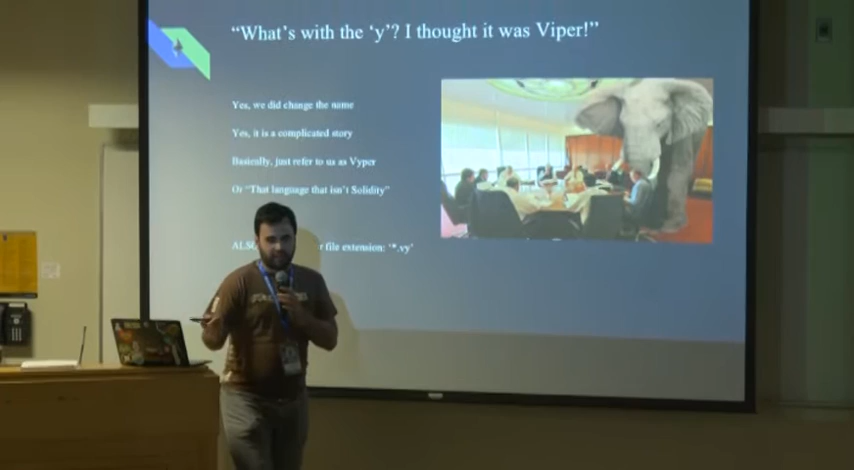 “What’s with the ‘y’? I thought it was Viper!”
Yes, we did change the name
Yes, it is a complicated story
Basically, just refer to us as Vyper
Or “That language that isn’t Solidity”
ALSO file extension: ‘*.vy’